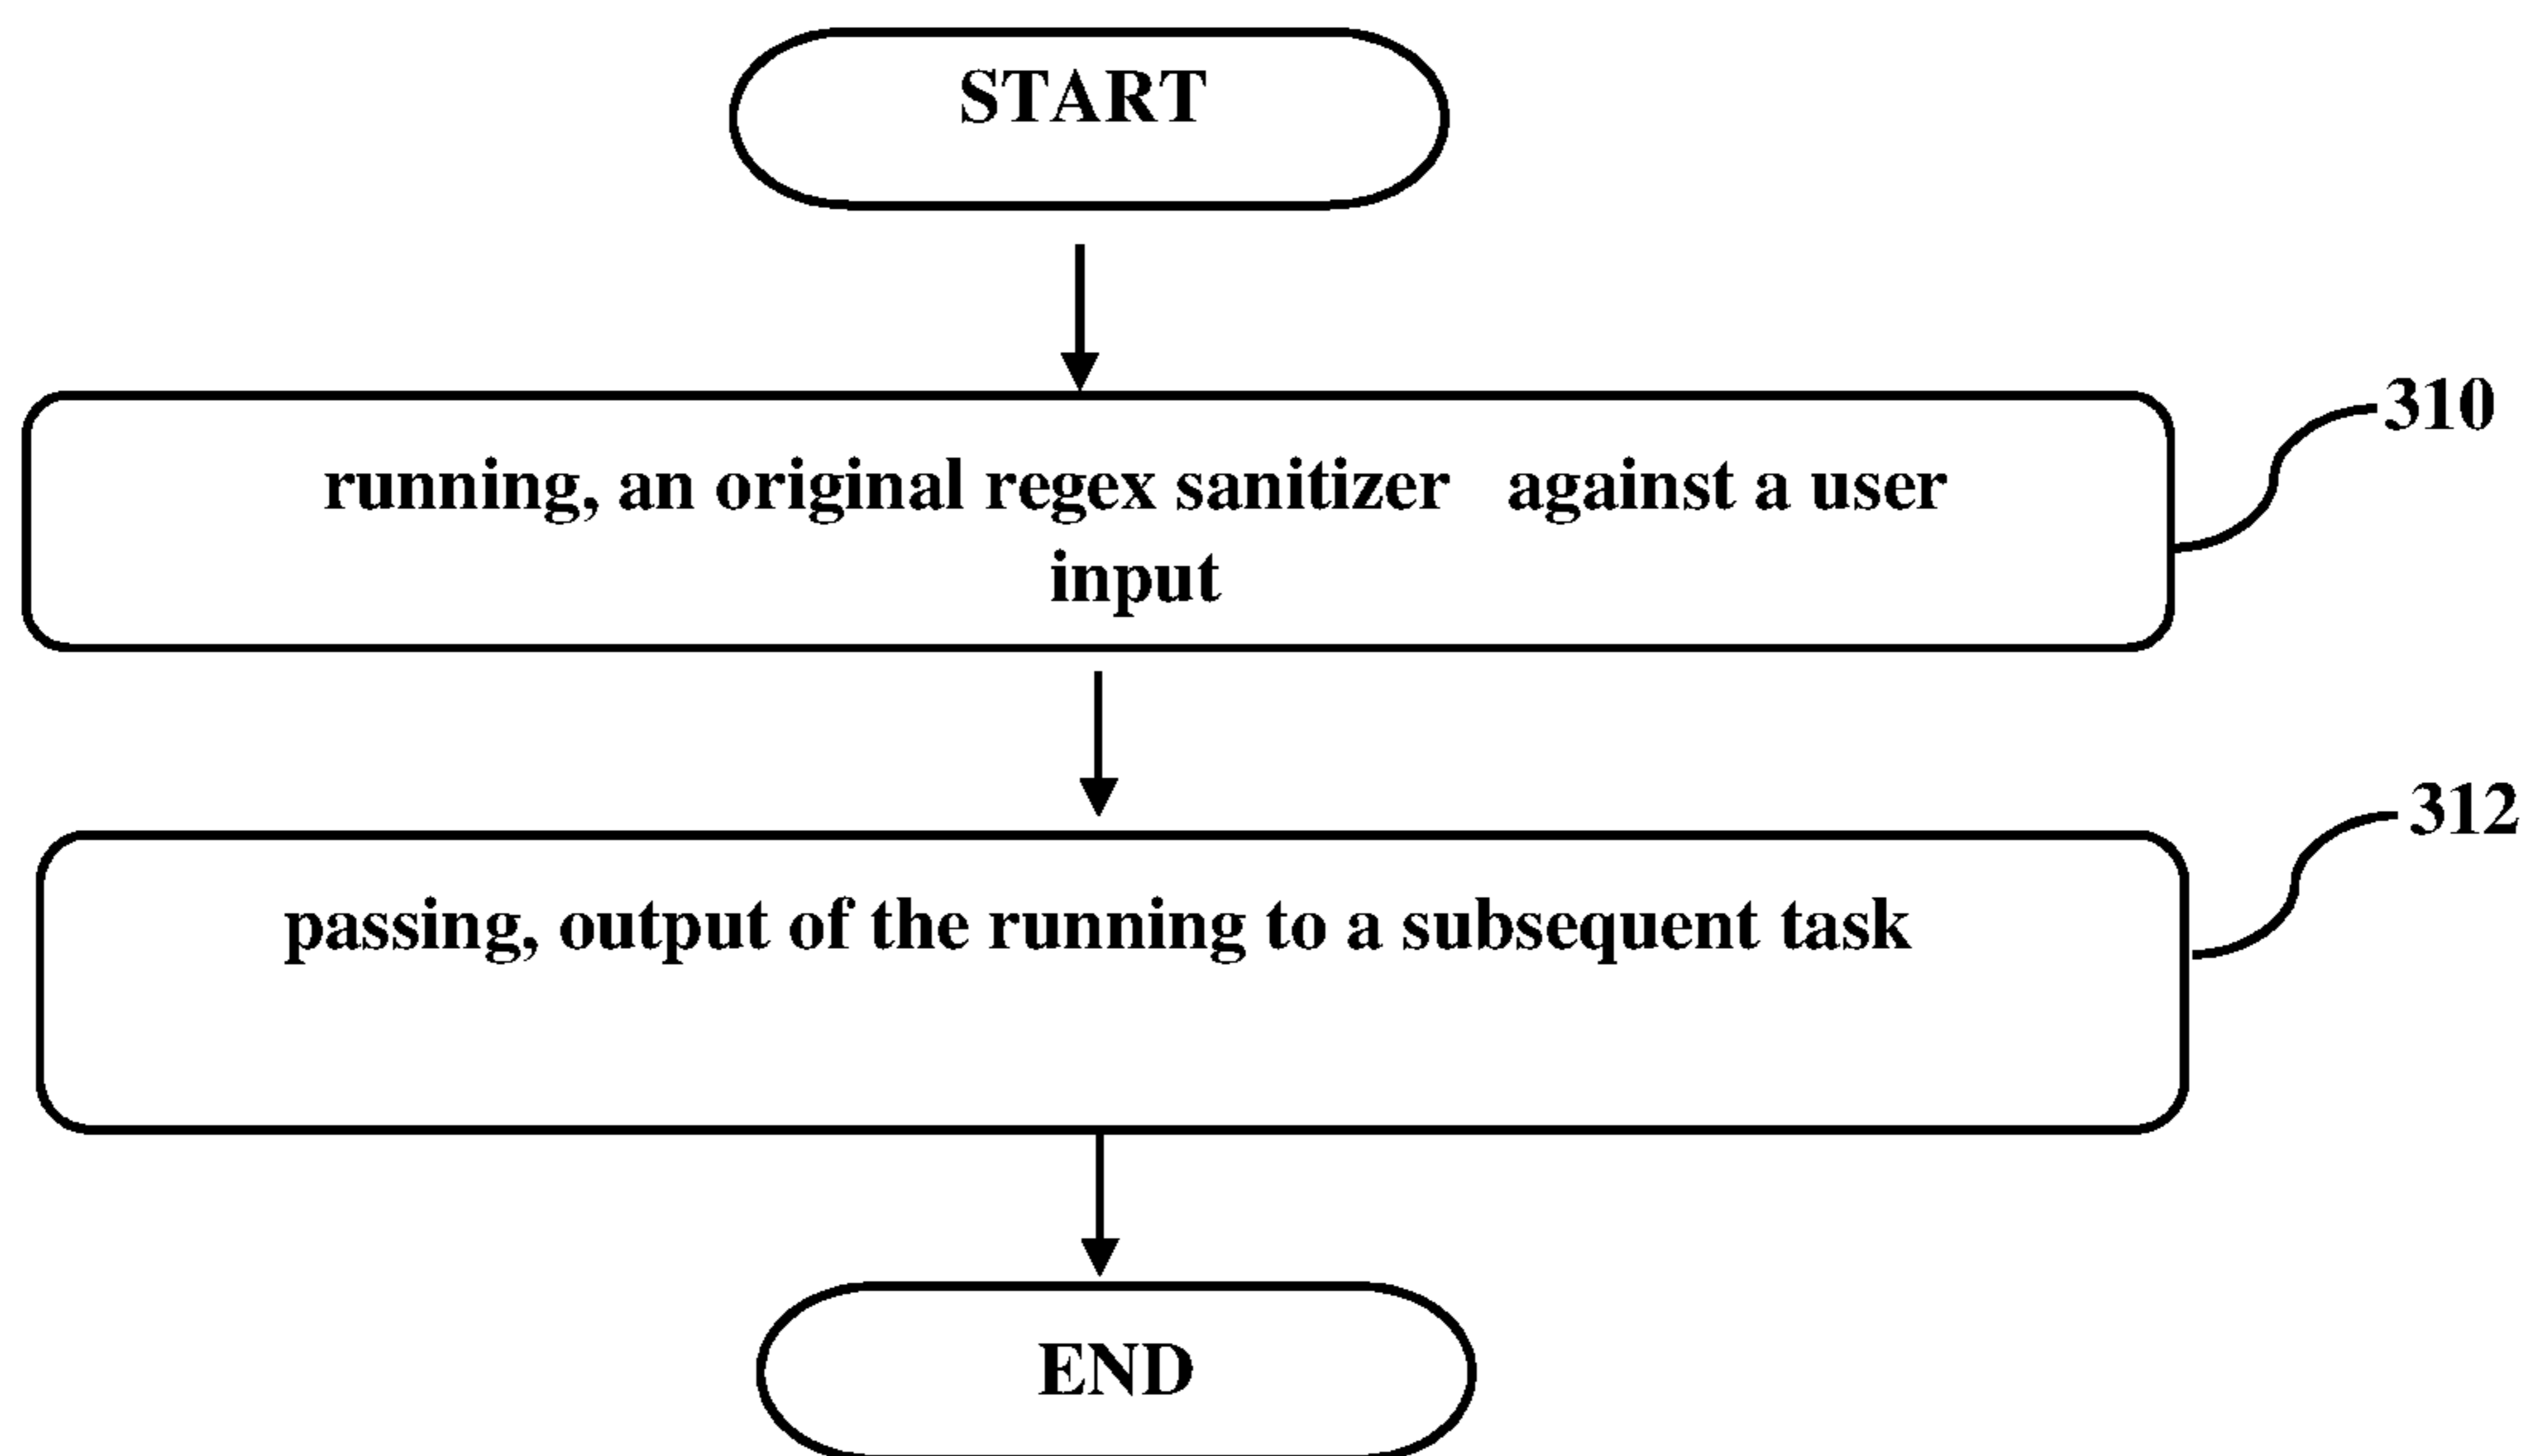 START
310
running, an original regex sanitizer against a user
input
312
passing, output of the running to a subsequent task
END